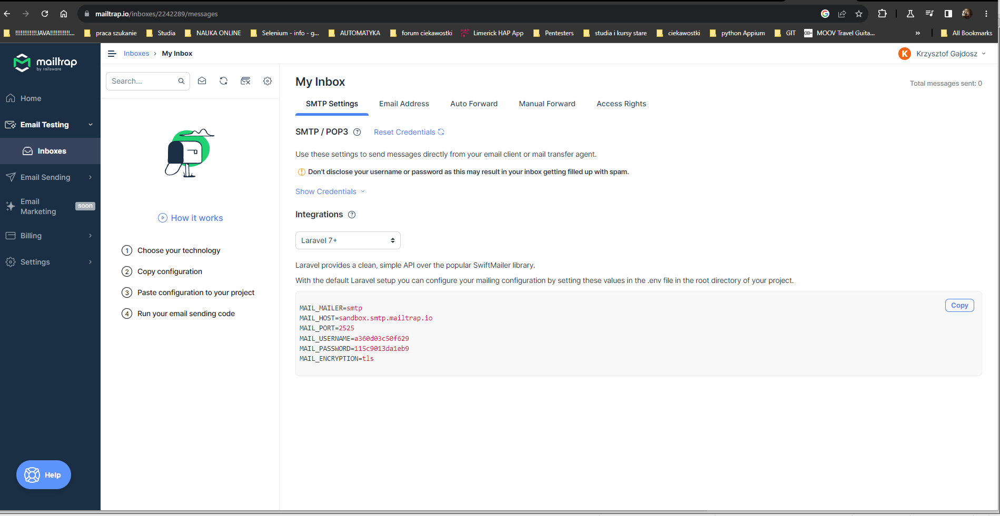 mailtrap.io/inboxes/2242289/messages
!!!!!!!!!!!!JAVA!!!!!!!!!!!... praca szukanie Studia NAUKA ONLINE Selenium - info - g... AUTOMATYKA forum ciekawostki HAP Limerick HAP App Pentesters studia i kursy stare ciekawostki python Appium GIT MOOV Travel Guita... » All Bookmarks
mailtrap
by railsware
Home
Email Testing
Inboxes
Email Sending
Email Marketing
soon
Billing
Settings
Help
Inboxes › My Inbox
K Krzysztof Gajdosz
Search...
How it works
1 Choose your technology
2 Copy configuration
3 Paste configuration to your project
4 Run your email sending code
My Inbox
Total messages sent: 0
SMTP Settings Email Address Auto Forward Manual Forward Access Rights
SMTP / POP3 ? Reset Credentials
Use these settings to send messages directly from your email client or mail transfer agent.
Don't disclose your username or password as this may result in your inbox getting filled up with spam.
Show Credentials
Integrations ?
Laravel 7+
Laravel provides a clean, simple API over the popular SwiftMailer library.
With the default Laravel setup you can configure your mailing configuration by setting these values in the .env file in the root directory of your project.
Copy
MAIL_MAILER=smtp
MAIL_HOST=sandbox.smtp.mailtrap.io
MAIL_PORT=2525
MAIL_USERNAME=a360d03c50f629
MAIL_PASSWORD=115c9013da1eb9
MAIL_ENCRYPTION=tls